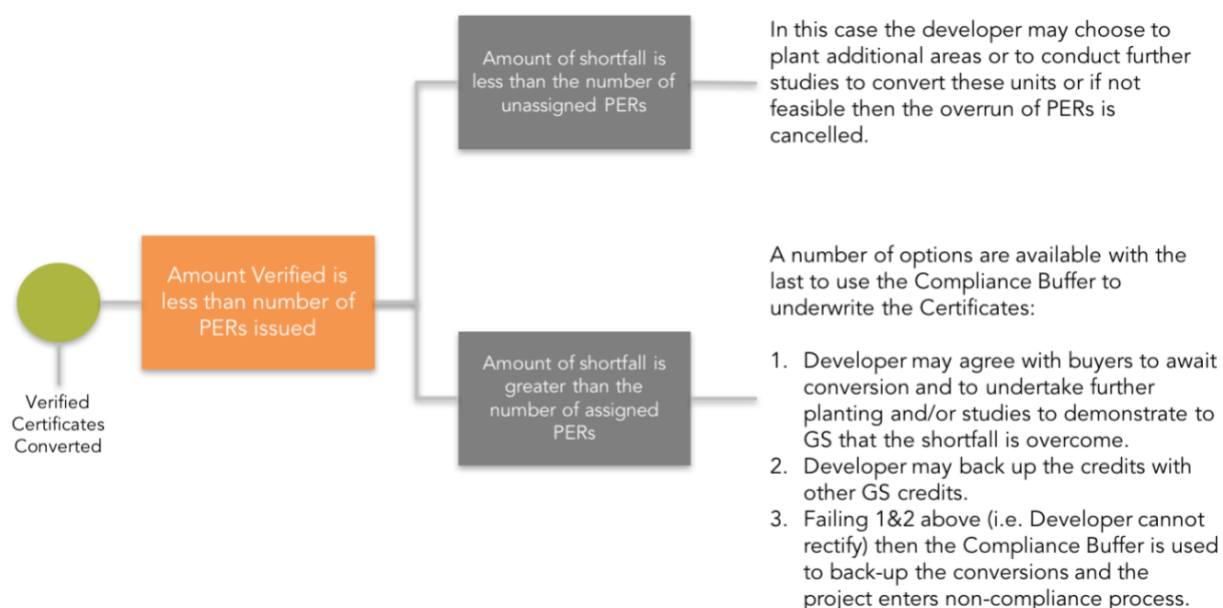 Verified
Certificates
Converted
Amount Verified is
less than number of
PERs issued
Amount of shortfall is
less than the number of
unassigned PERs
In this case the developer may choose to
plant additional areas or to conduct further
studies to convert these units or if not
feasible then the overrun of PERs is
cancelled.
Amount of shortfall is
greater than the
number of assigned
PERs
A number of options are available with the
last to use the Compliance Buffer to
underwrite the Certificates:
1. Developer may agree with buyers to await
conversion and to undertake further
planting and/or studies to demonstrate to
GS that the shortfall is overcome.
2. Developer may back up the credits with
other GS credits.
3. Failing 1&2 above (i.e. Developer cannot
rectify) then the Compliance Buffer is used
to back-up the conversions and the
project enters non-compliance process.